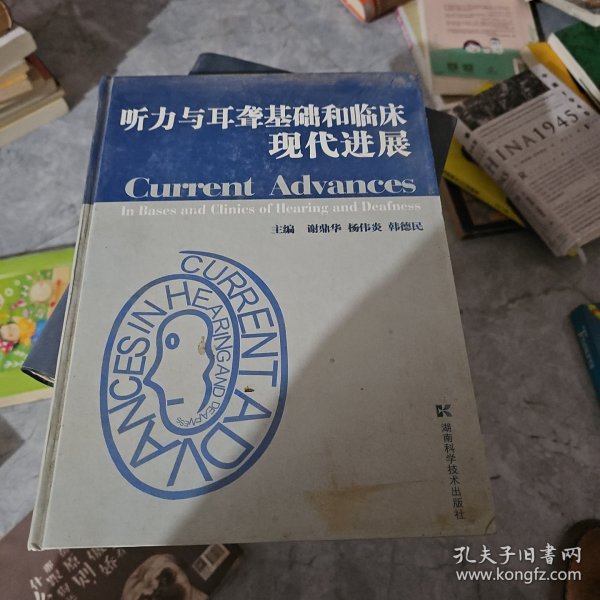 听力与耳聋基础和临床
现代进展
Current Advances
In Bases and Clinics of Hearing and Deafness
主编 谢鼎华 杨伟炎 韩德民
CURRENT ADVANCES IN HEARING AND DEAFNESS
湖南科学技术出版社
CHINA1945
孔夫子旧书网
www.kongfz.com